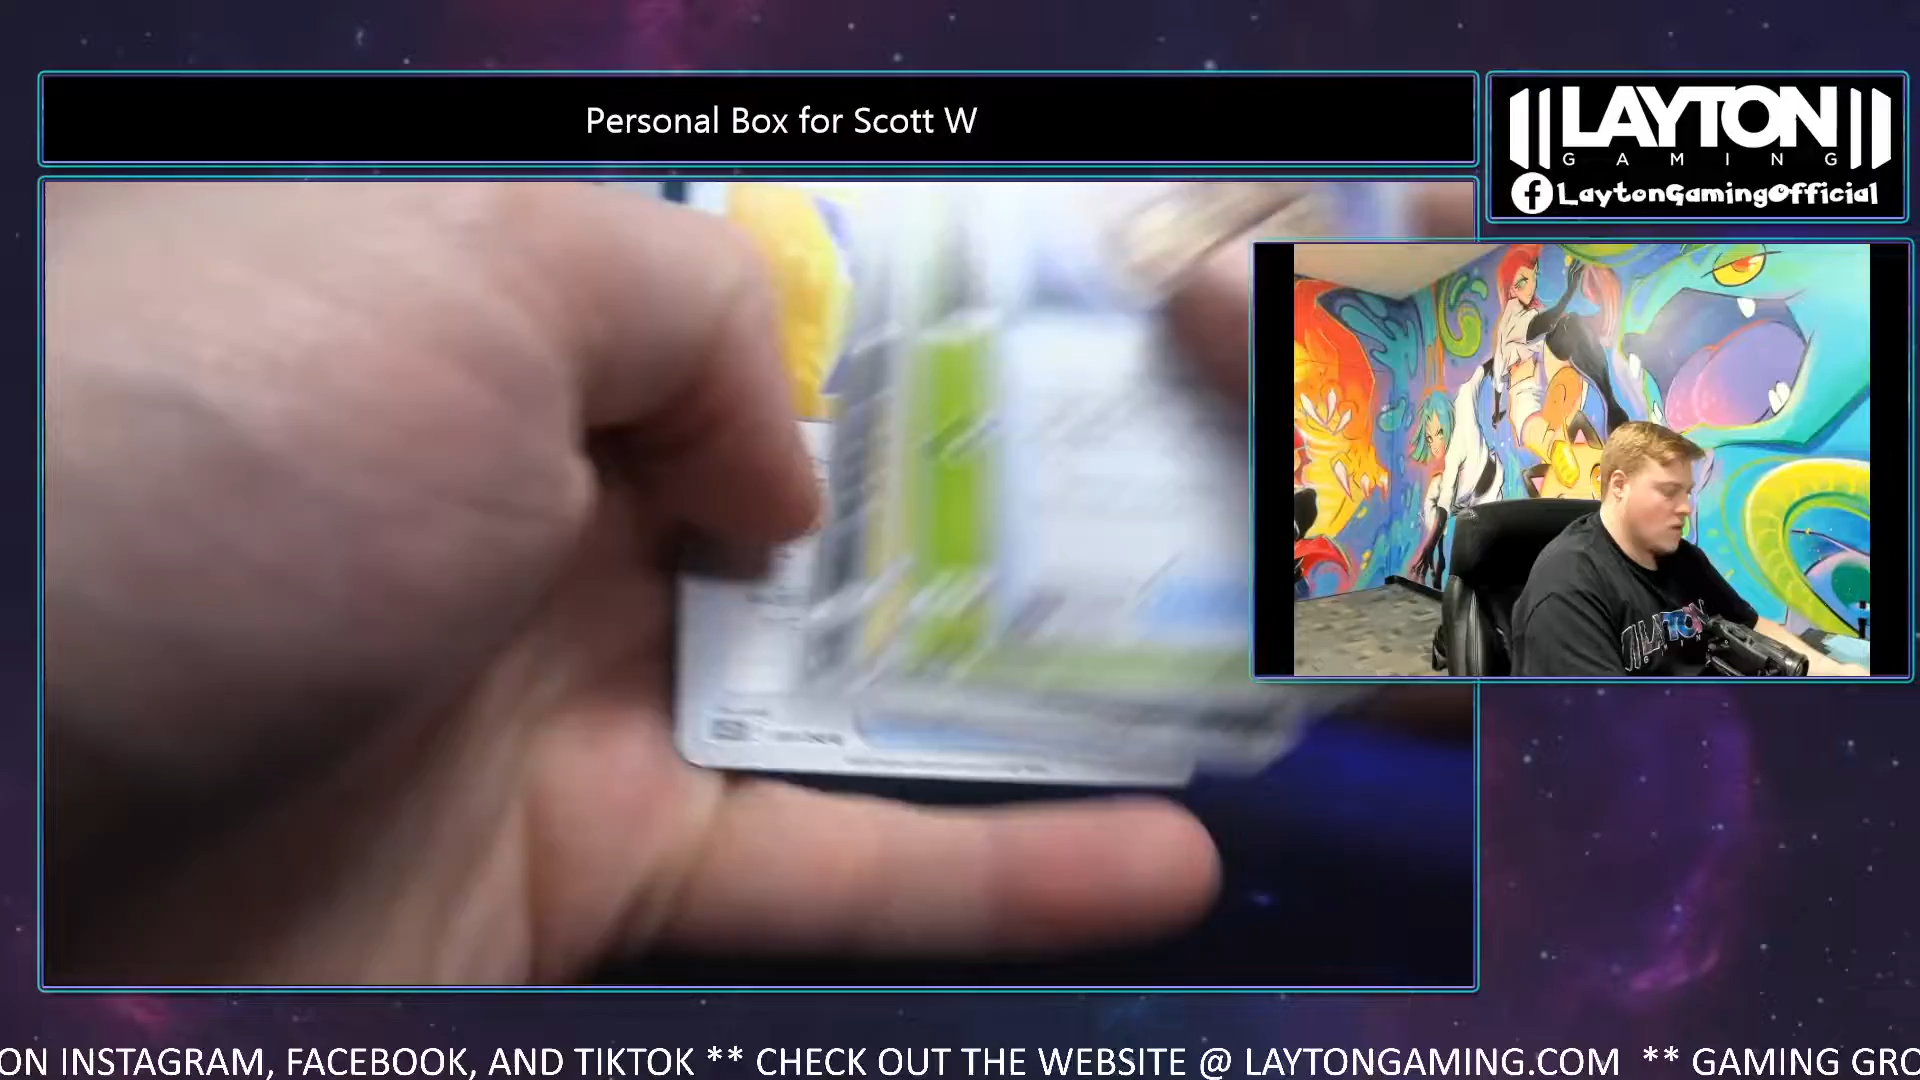 Personal Box for Scott W
LAYTON
GAMING
LaytonGamingOfficial
LAYTON
ON INSTAGRAM, FACEBOOK, AND TIKTOK ** CHECK OUT THE WEBSITE @ LAYTONGAMING.COM ** GAMING GRO